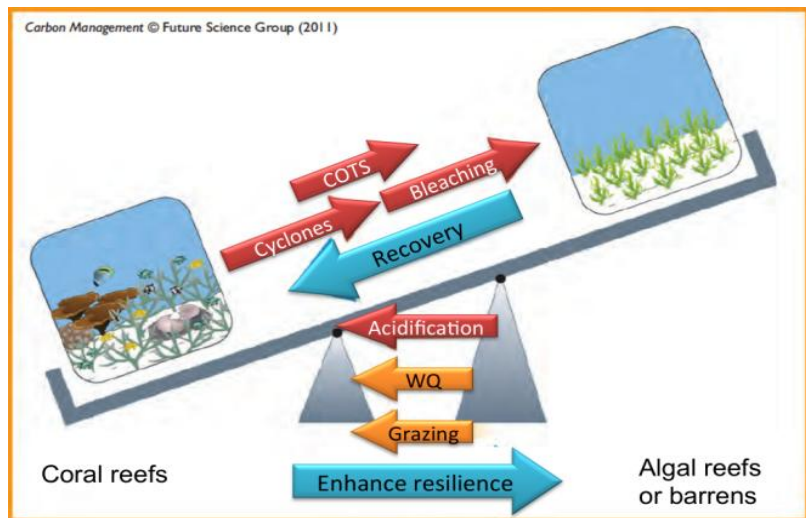 Carbon Management © Future Science Group (2011)
COTS
Bleaching
Cyclones
Recovery
Acidification
WQ
Grazing
Enhance resilience
Coral reefs
Algal reefs
or barrens